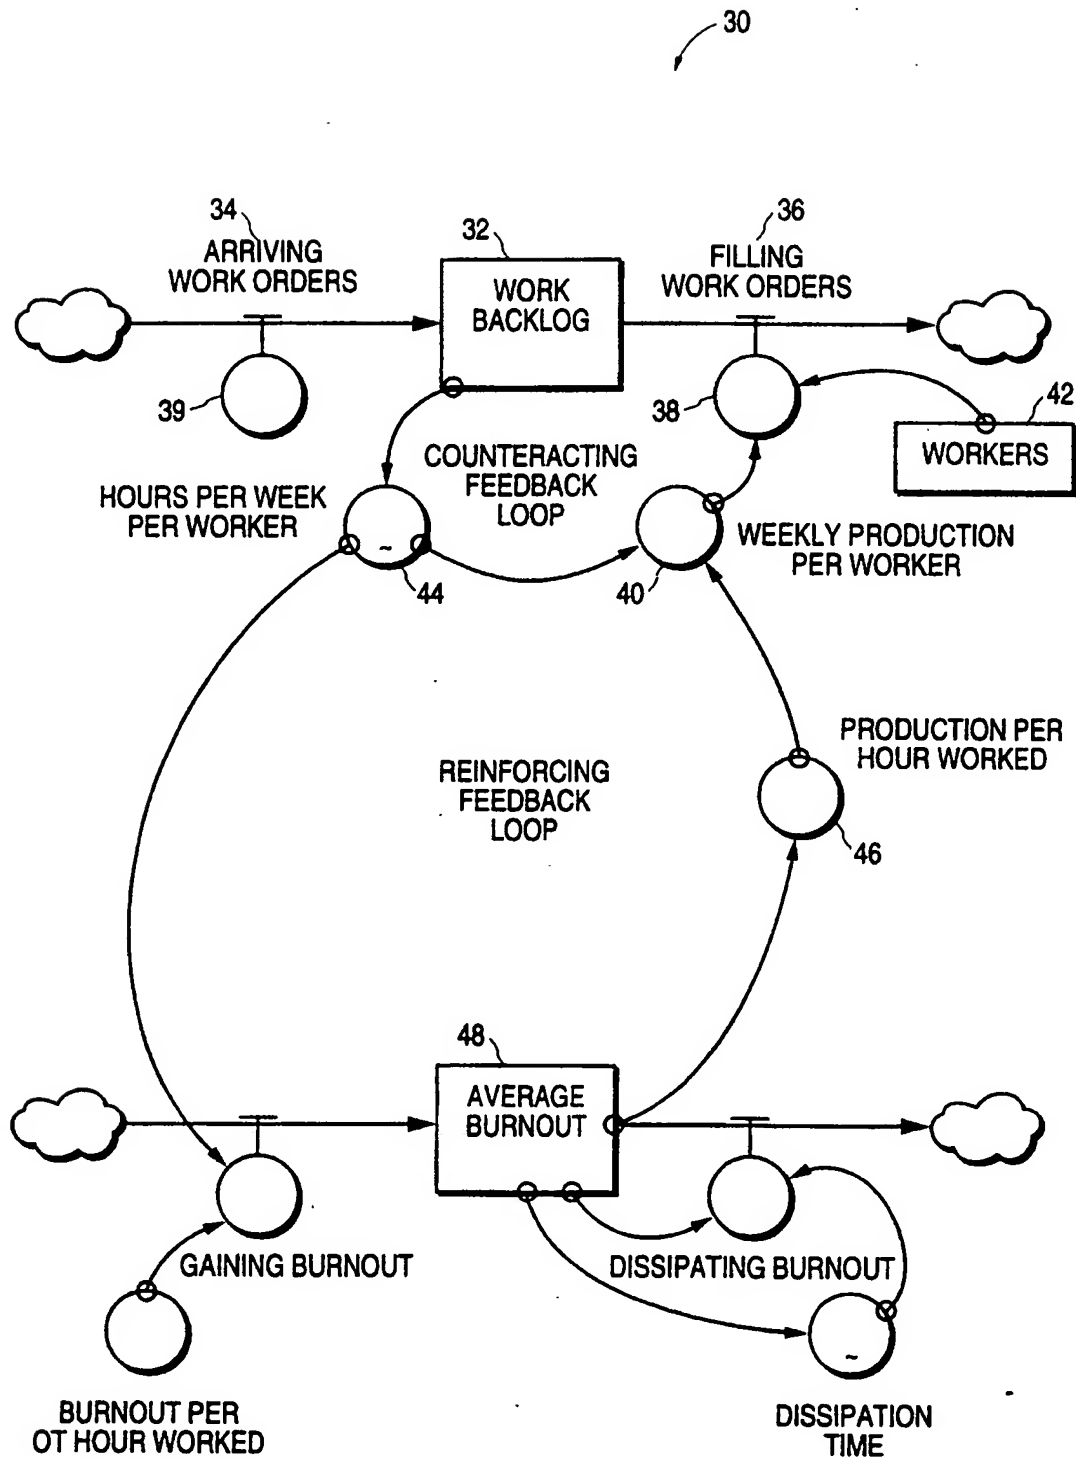 30
34
ARRIVING
WORK ORDERS
32
WORK
BACKLOG
36
FILLING
WORK ORDERS
39
38
42
WORKERS
COUNTERACTING
FEEDBACK
LOOP
HOURS PER WEEK
PER WORKER
~
44
40
WEEKLY PRODUCTION
PER WORKER
PRODUCTION PER
HOUR WORKED
REINFORCING
FEEDBACK
LOOP
46
48
AVERAGE
BURNOUT
GAINING BURNOUT
DISSIPATING BURNOUT
~
BURNOUT PER
OT HOUR WORKED
DISSIPATION
TIME